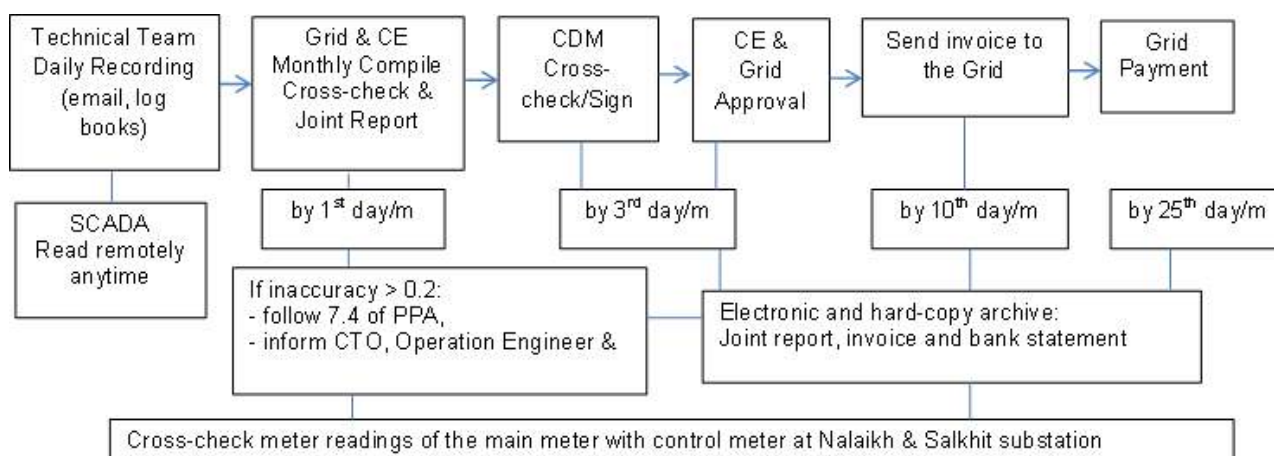 Technical Team
Daily Recording
(email, log
books)
Grid & CE
Monthly Compile
Cross-check &
Joint Report
CDM
Cross-
check/Sign
CE &
Grid
Approval
Send invoice to
the Grid
Grid
Payment
SCADA
Read remotely
anytime
by 1st day/m
by 3rd day/m
by 10th day/m
by 25th day/m
If inaccuracy > 0.2:
- follow 7.4 of PPA,
- inform CTO, Operation Engineer &
Electronic and hard-copy archive:
Joint report, invoice and bank statement
Cross-check meter readings of the main meter with control meter at Nalaikh & Salkhit substation